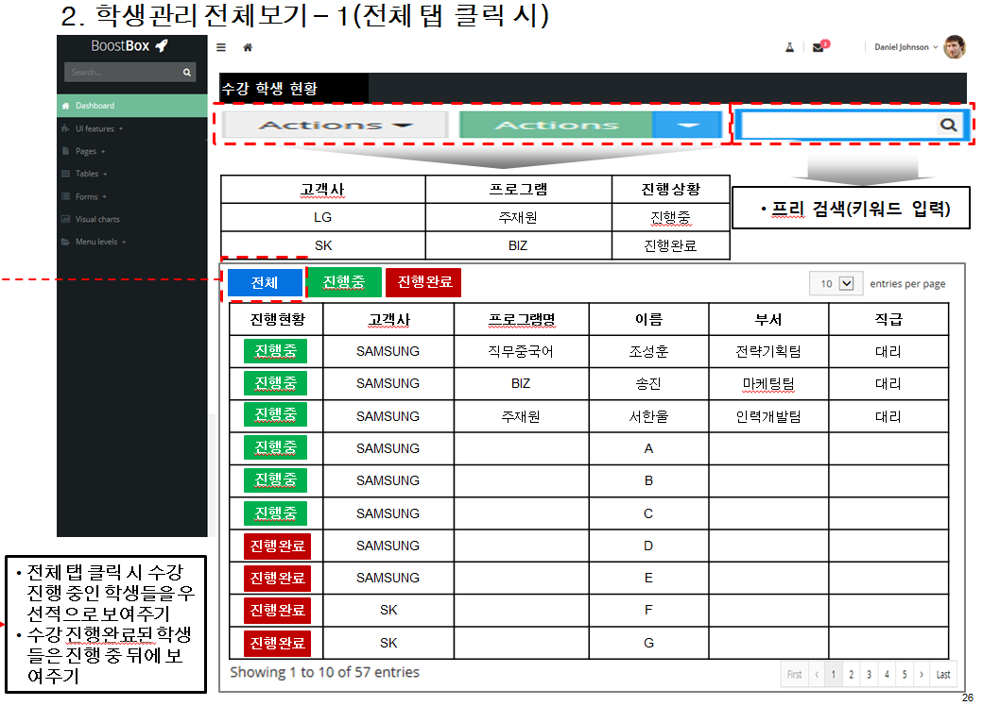 2. 학생관리 전체보기 – 1(전체 탭 클릭 시)
BoostBox
Daniel Johnson
2
Search...
수강 학생 현황
Dashboard
UI features +
Pages +
Tables +
Forms +
Visual charts
Menu levels +
Actions
Actions
• 프리 검색(키워드 입력)
고객사 프로그램 진행상황
LG 주재원 진행중
SK BIZ 진행완료
전체 진행중 진행완료
10 entries per page
진행현황 고객사 프로그램명 이름 부서 직급
진행중 SAMSUNG 직무중국어 조성훈 전략기획팀 대리
진행중 SAMSUNG BIZ 송진 마케팅팀 대리
진행중 SAMSUNG 주재원 서한울 인력개발팀 대리
진행중 SAMSUNG A
진행중 SAMSUNG B
진행중 SAMSUNG C
진행완료 SAMSUNG D
진행완료 SAMSUNG E
진행완료 SK F
진행완료 SK G
Showing 1 to 10 of 57 entries
First ‹ 1 2 3 4 5 › Last
• 전체 탭 클릭 시 수강
진행 중인 학생들을 우
선적으로 보여주기
• 수강 진행완료된 학생
들은 진행 중 뒤에 보
여주기
26